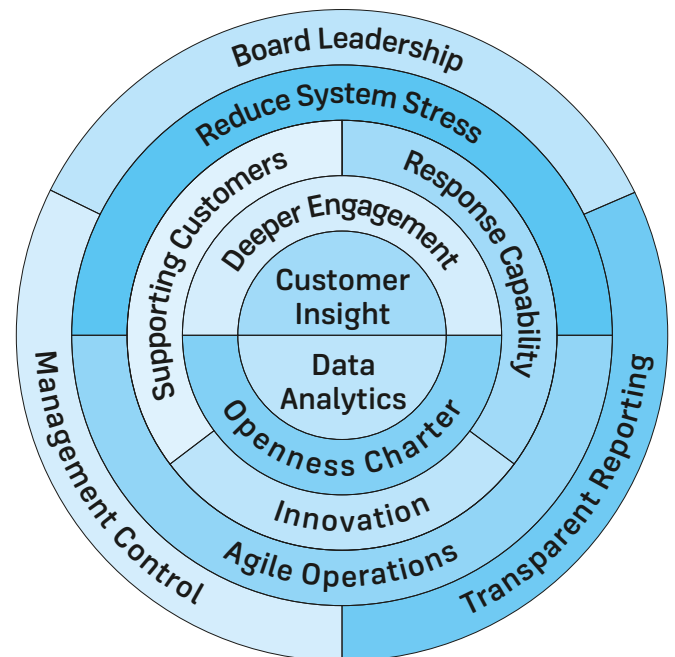 Board Leadership
Reduce System Stress
Supporting Customers
Response Capability
Deeper Engagement
Customer
Insight
Data
Analytics
Openness Charter
Innovation
Agile Operations
Management Control
Transparent Reporting